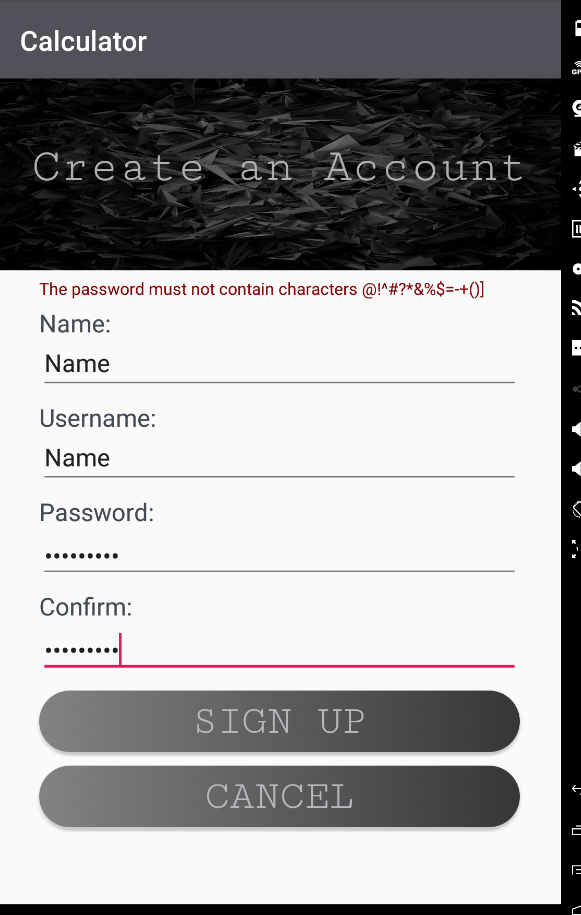 Calculator
Create an Account
The password must not contain characters @!^#?*&%$=-+()]
Name:
Name
Username:
Name
Password:
•••••••••
Confirm:
•••••••••
SIGN UP
CANCEL